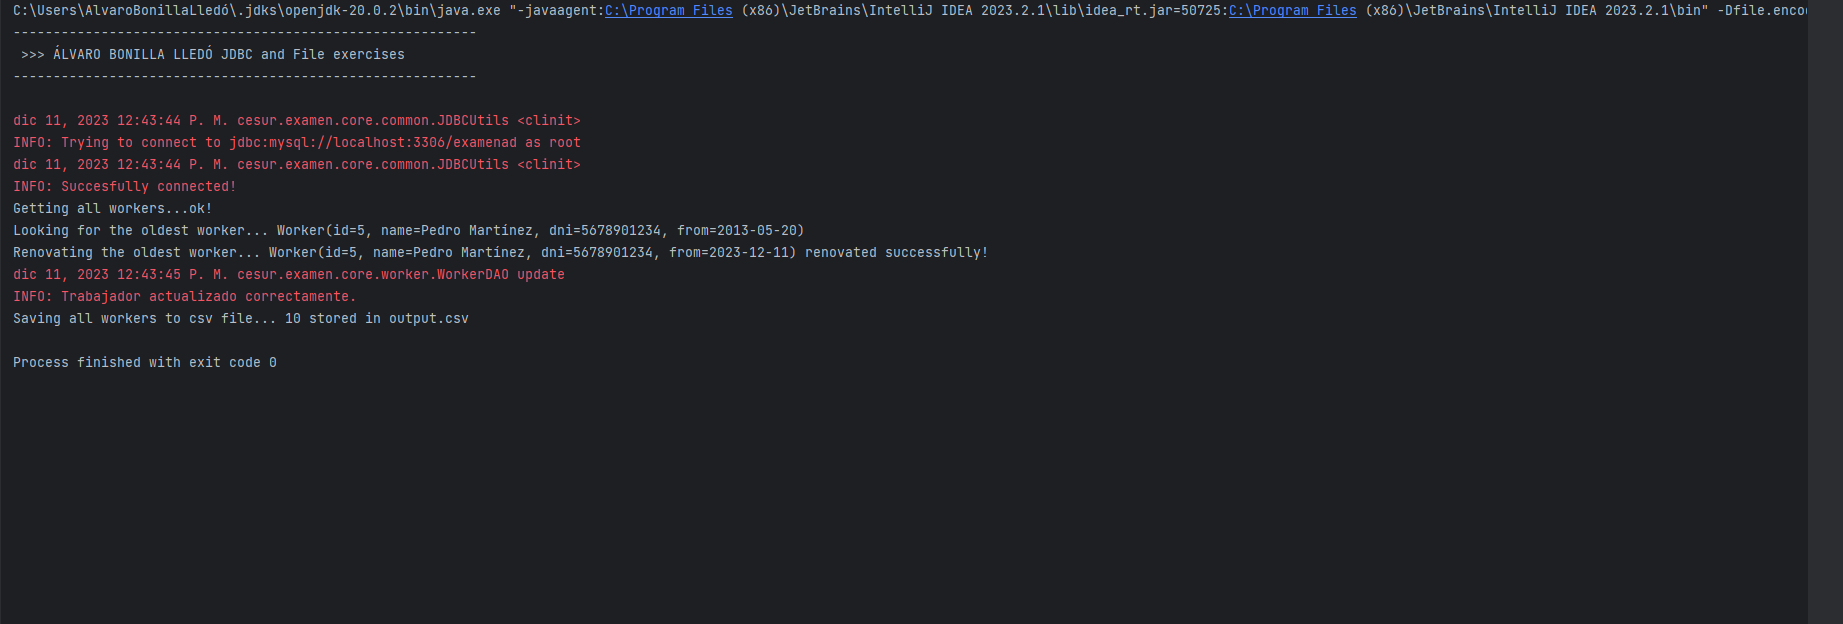 C:\Users\AlvaroBonillaLledó\.jdks\openjdk-20.0.2\bin\java.exe "-javaagent:C:\Program Files (x86)\JetBrains\IntelliJ IDEA 2023.2.1\lib\idea_rt.jar=50725:C:\Program Files (x86)\JetBrains\IntelliJ IDEA 2023.2.1\bin" -Dfile.enco
----------------------------------------------------------
>>> ÁLVARO BONILLA LLEDÓ JDBC and File exercises
----------------------------------------------------------
dic 11, 2023 12:43:44 P. M. cesur.examen.core.common.JDBCUtils <clinit>
INFO: Trying to connect to jdbc:mysql://localhost:3306/examenad as root
dic 11, 2023 12:43:44 P. M. cesur.examen.core.common.JDBCUtils <clinit>
INFO: Succesfully connected!
Getting all workers...ok!
Looking for the oldest worker... Worker(id=5, name=Pedro Martínez, dni=5678901234, from=2013-05-20)
Renovating the oldest worker... Worker(id=5, name=Pedro Martínez, dni=5678901234, from=2023-12-11) renovated successfully!
dic 11, 2023 12:43:45 P. M. cesur.examen.core.worker.WorkerDAO update
INFO: Trabajador actualizado correctamente.
Saving all workers to csv file... 10 stored in output.csv
Process finished with exit code 0